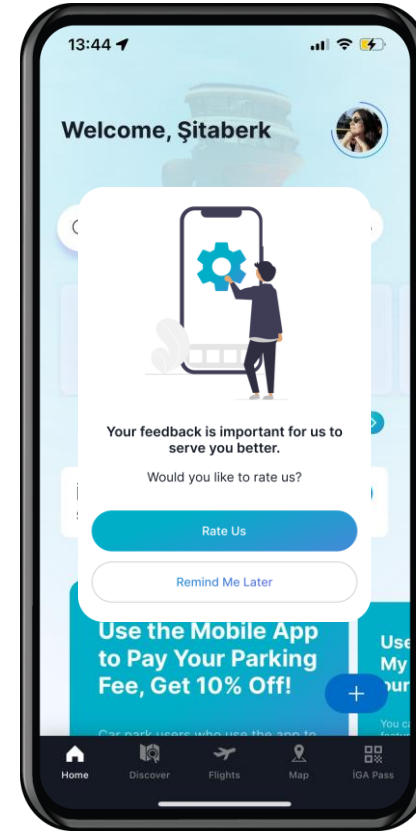 13:44
Welcome, Şitaberk
Your feedback is important for us to
serve you better.
Would you like to rate us?
Rate Us
Remind Me Later
Use the Mobile App
to Pay Your Parking
Fee, Get 10% Off!
Car park users who use the app to
Use
My
You ca
Home
Discover
Flights
Map
İGA Pass